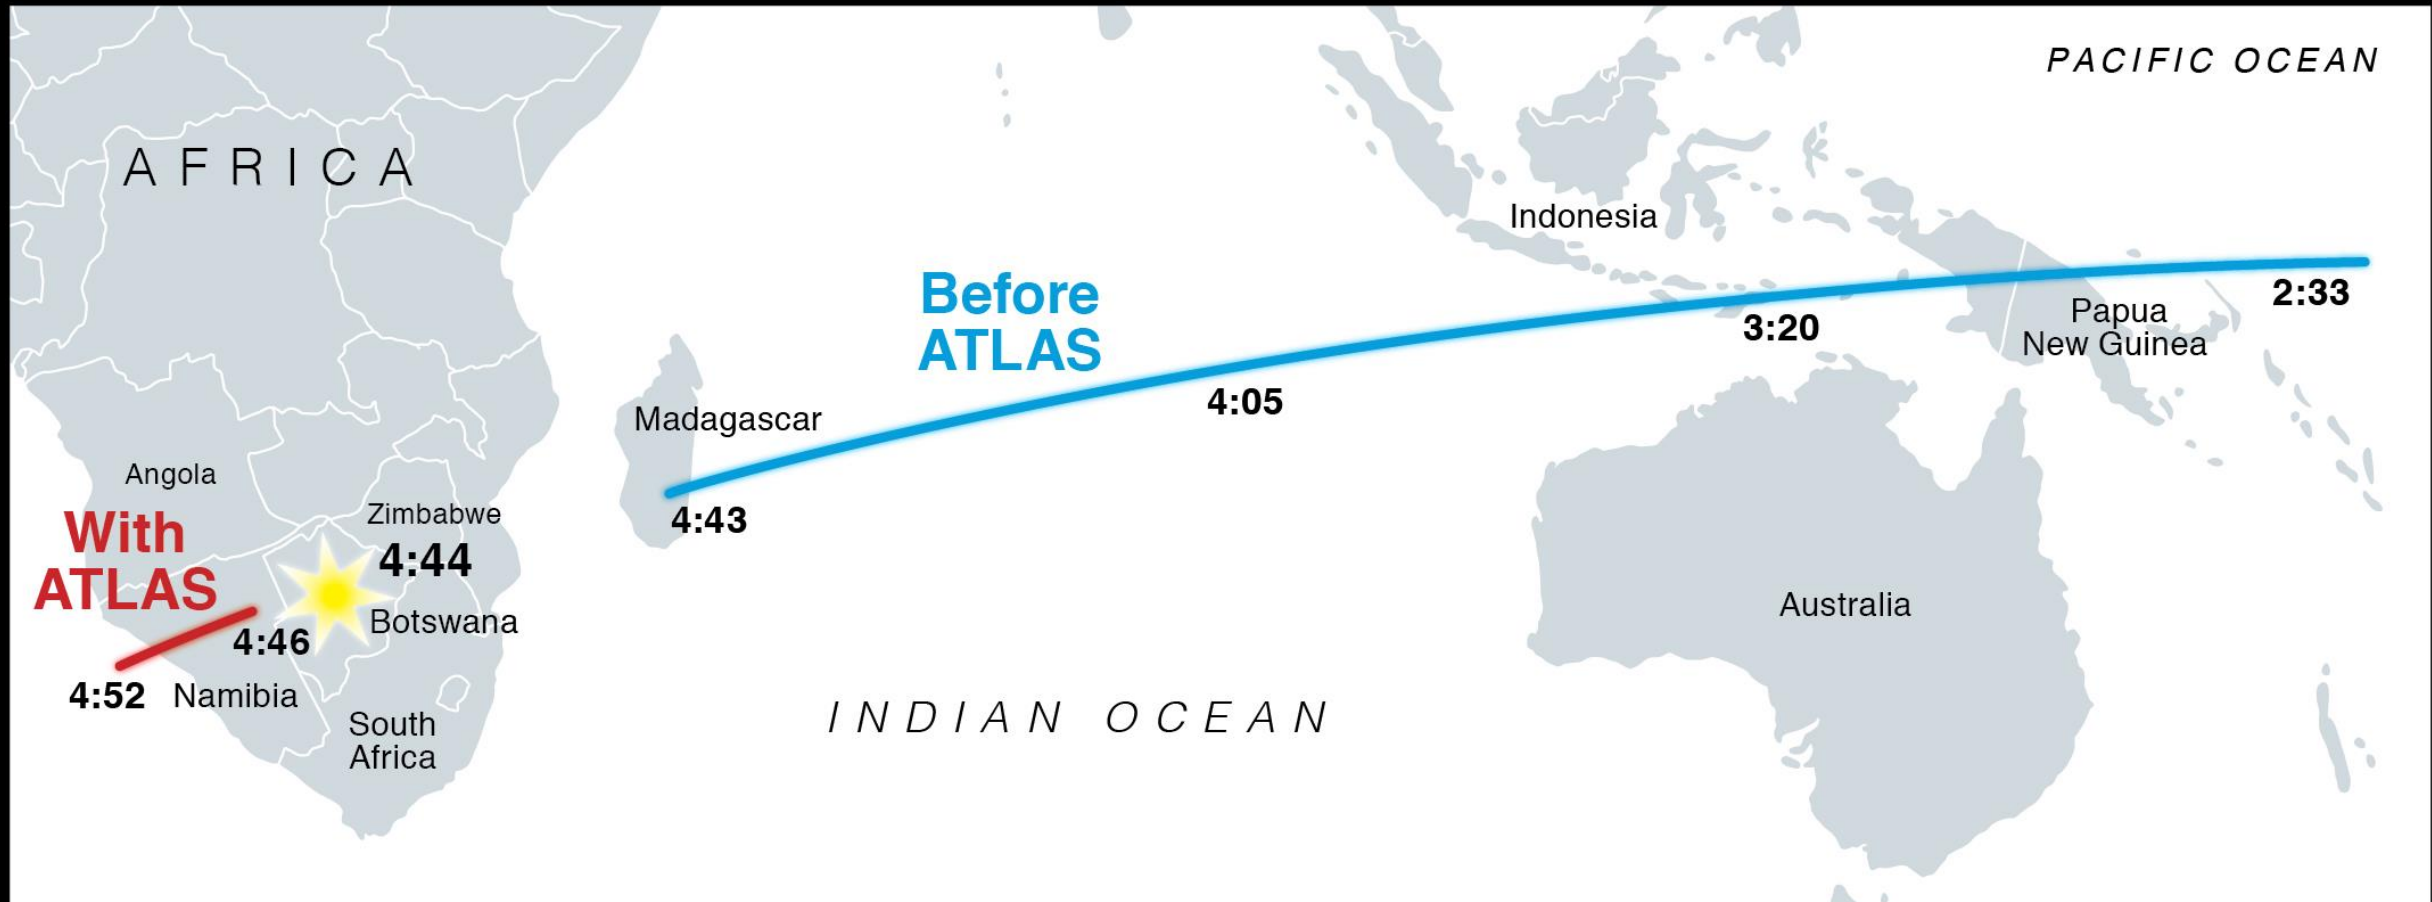 PACIFIC OCEAN
AFRICA
Indonesia
Before
ATLAS
2:33
Papua
New Guinea
3:20
4:05
Madagascar
4:43
Angola
Zimbabwe
4:44
With
ATLAS
Botswana
4:46
Australia
4:52
Namibia
South
Africa
INDIAN OCEAN